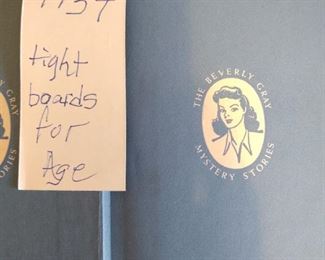 tight
boards
for
Age
THE BEVERLY GRAY
MYSTERY STORIES